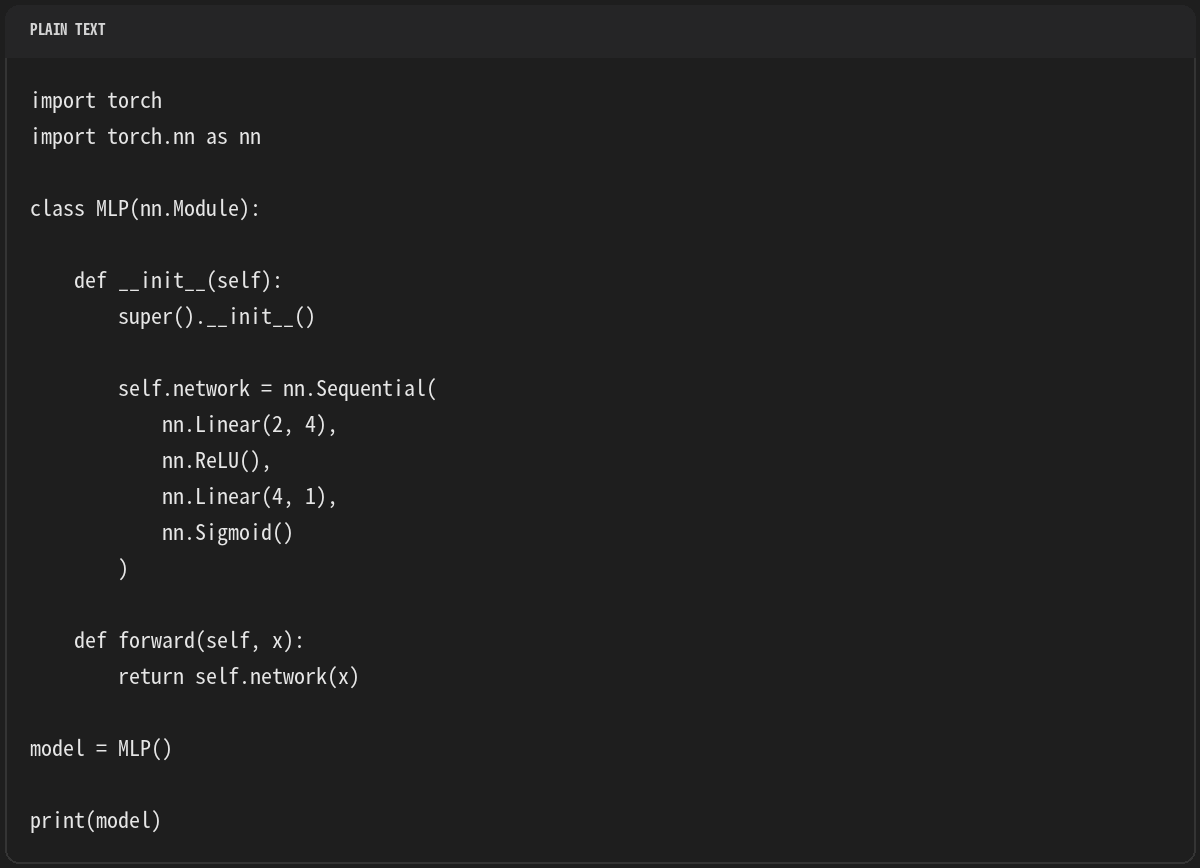 PLAIN TEXT
import torch
import torch.nn as nn
class MLP(nn.Module):
    def __init__(self):
        super().__init__()
        self.network = nn.Sequential(
            nn.Linear(2, 4),
            nn.ReLU(),
            nn.Linear(4, 1),
            nn.Sigmoid()
        )
    def forward(self, x):
        return self.network(x)
model = MLP()
print(model)